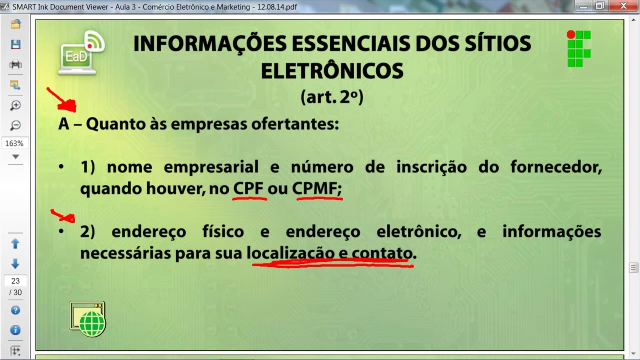 SMART Ink Document Viewer - Aula 3 - Comércio Eletrônico e Marketing - 12.08.14.pdf
EaD
INFORMAÇÕES ESSENCIAIS DOS SÍTIOS
ELETRÔNICOS
(art. 2º)
A – Quanto às empresas ofertantes:
• 1) nome empresarial e número de inscrição do fornecedor,
quando houver, no CPF ou CPMF;
• 2) endereço físico e endereço eletrônico, e informações
necessárias para sua localização e contato.
163%
23
/ 30